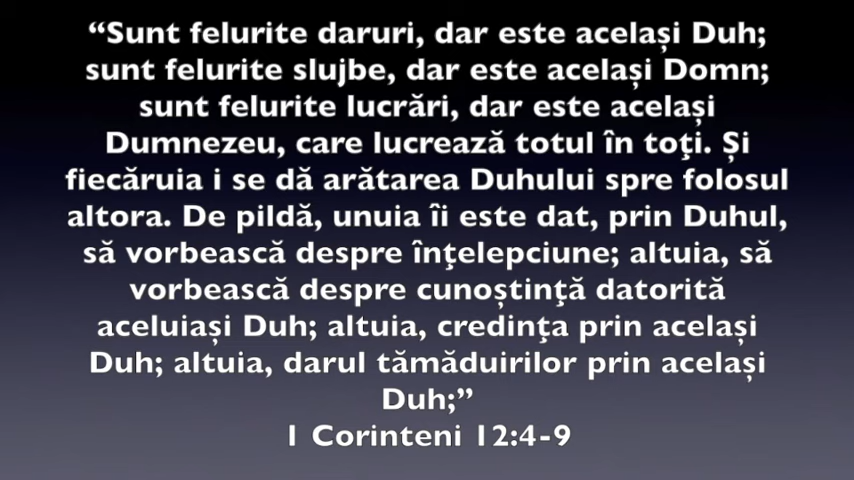 “Sunt felurite daruri, dar este același Duh;
sunt felurite slujbe, dar este același Domn;
sunt felurite lucrări, dar este același
Dumnezeu, care lucrează totul în toţi. Și
fiecăruia i se dă arătarea Duhului spre folosul
altora. De pildă, unuia îi este dat, prin Duhul,
să vorbească despre înţelepciune; altuia, să
vorbească despre cunoștinţă datorită
aceluiași Duh; altuia, credinţa prin același
Duh; altuia, darul tămăduirilor prin același
Duh;”
1 Corinteni 12:4-9